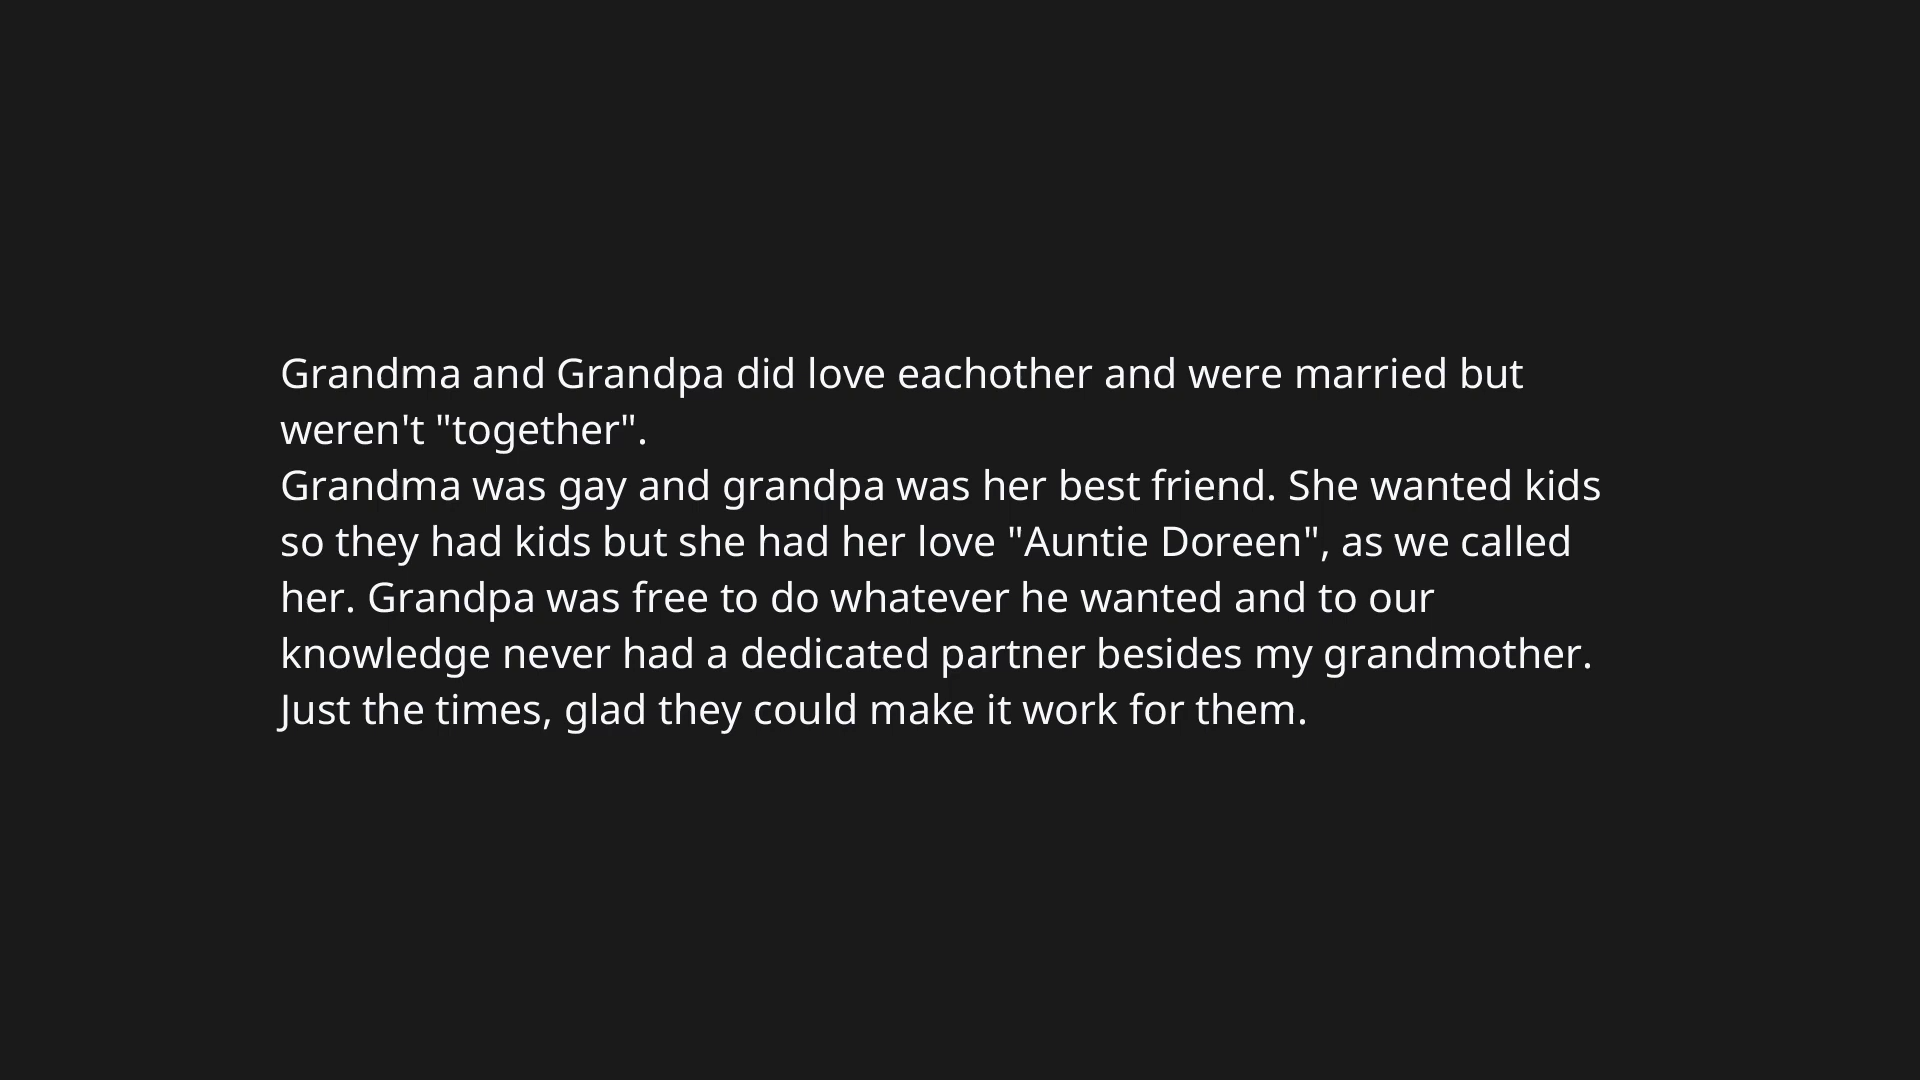 Grandma and Grandpa did love eachother and were married but
weren't "together".
Grandma was gay and grandpa was her best friend. She wanted kids
so they had kids but she had her love "Auntie Doreen", as we called
her. Grandpa was free to do whatever he wanted and to our
knowledge never had a dedicated partner besides my grandmother.
Just the times, glad they could make it work for them.